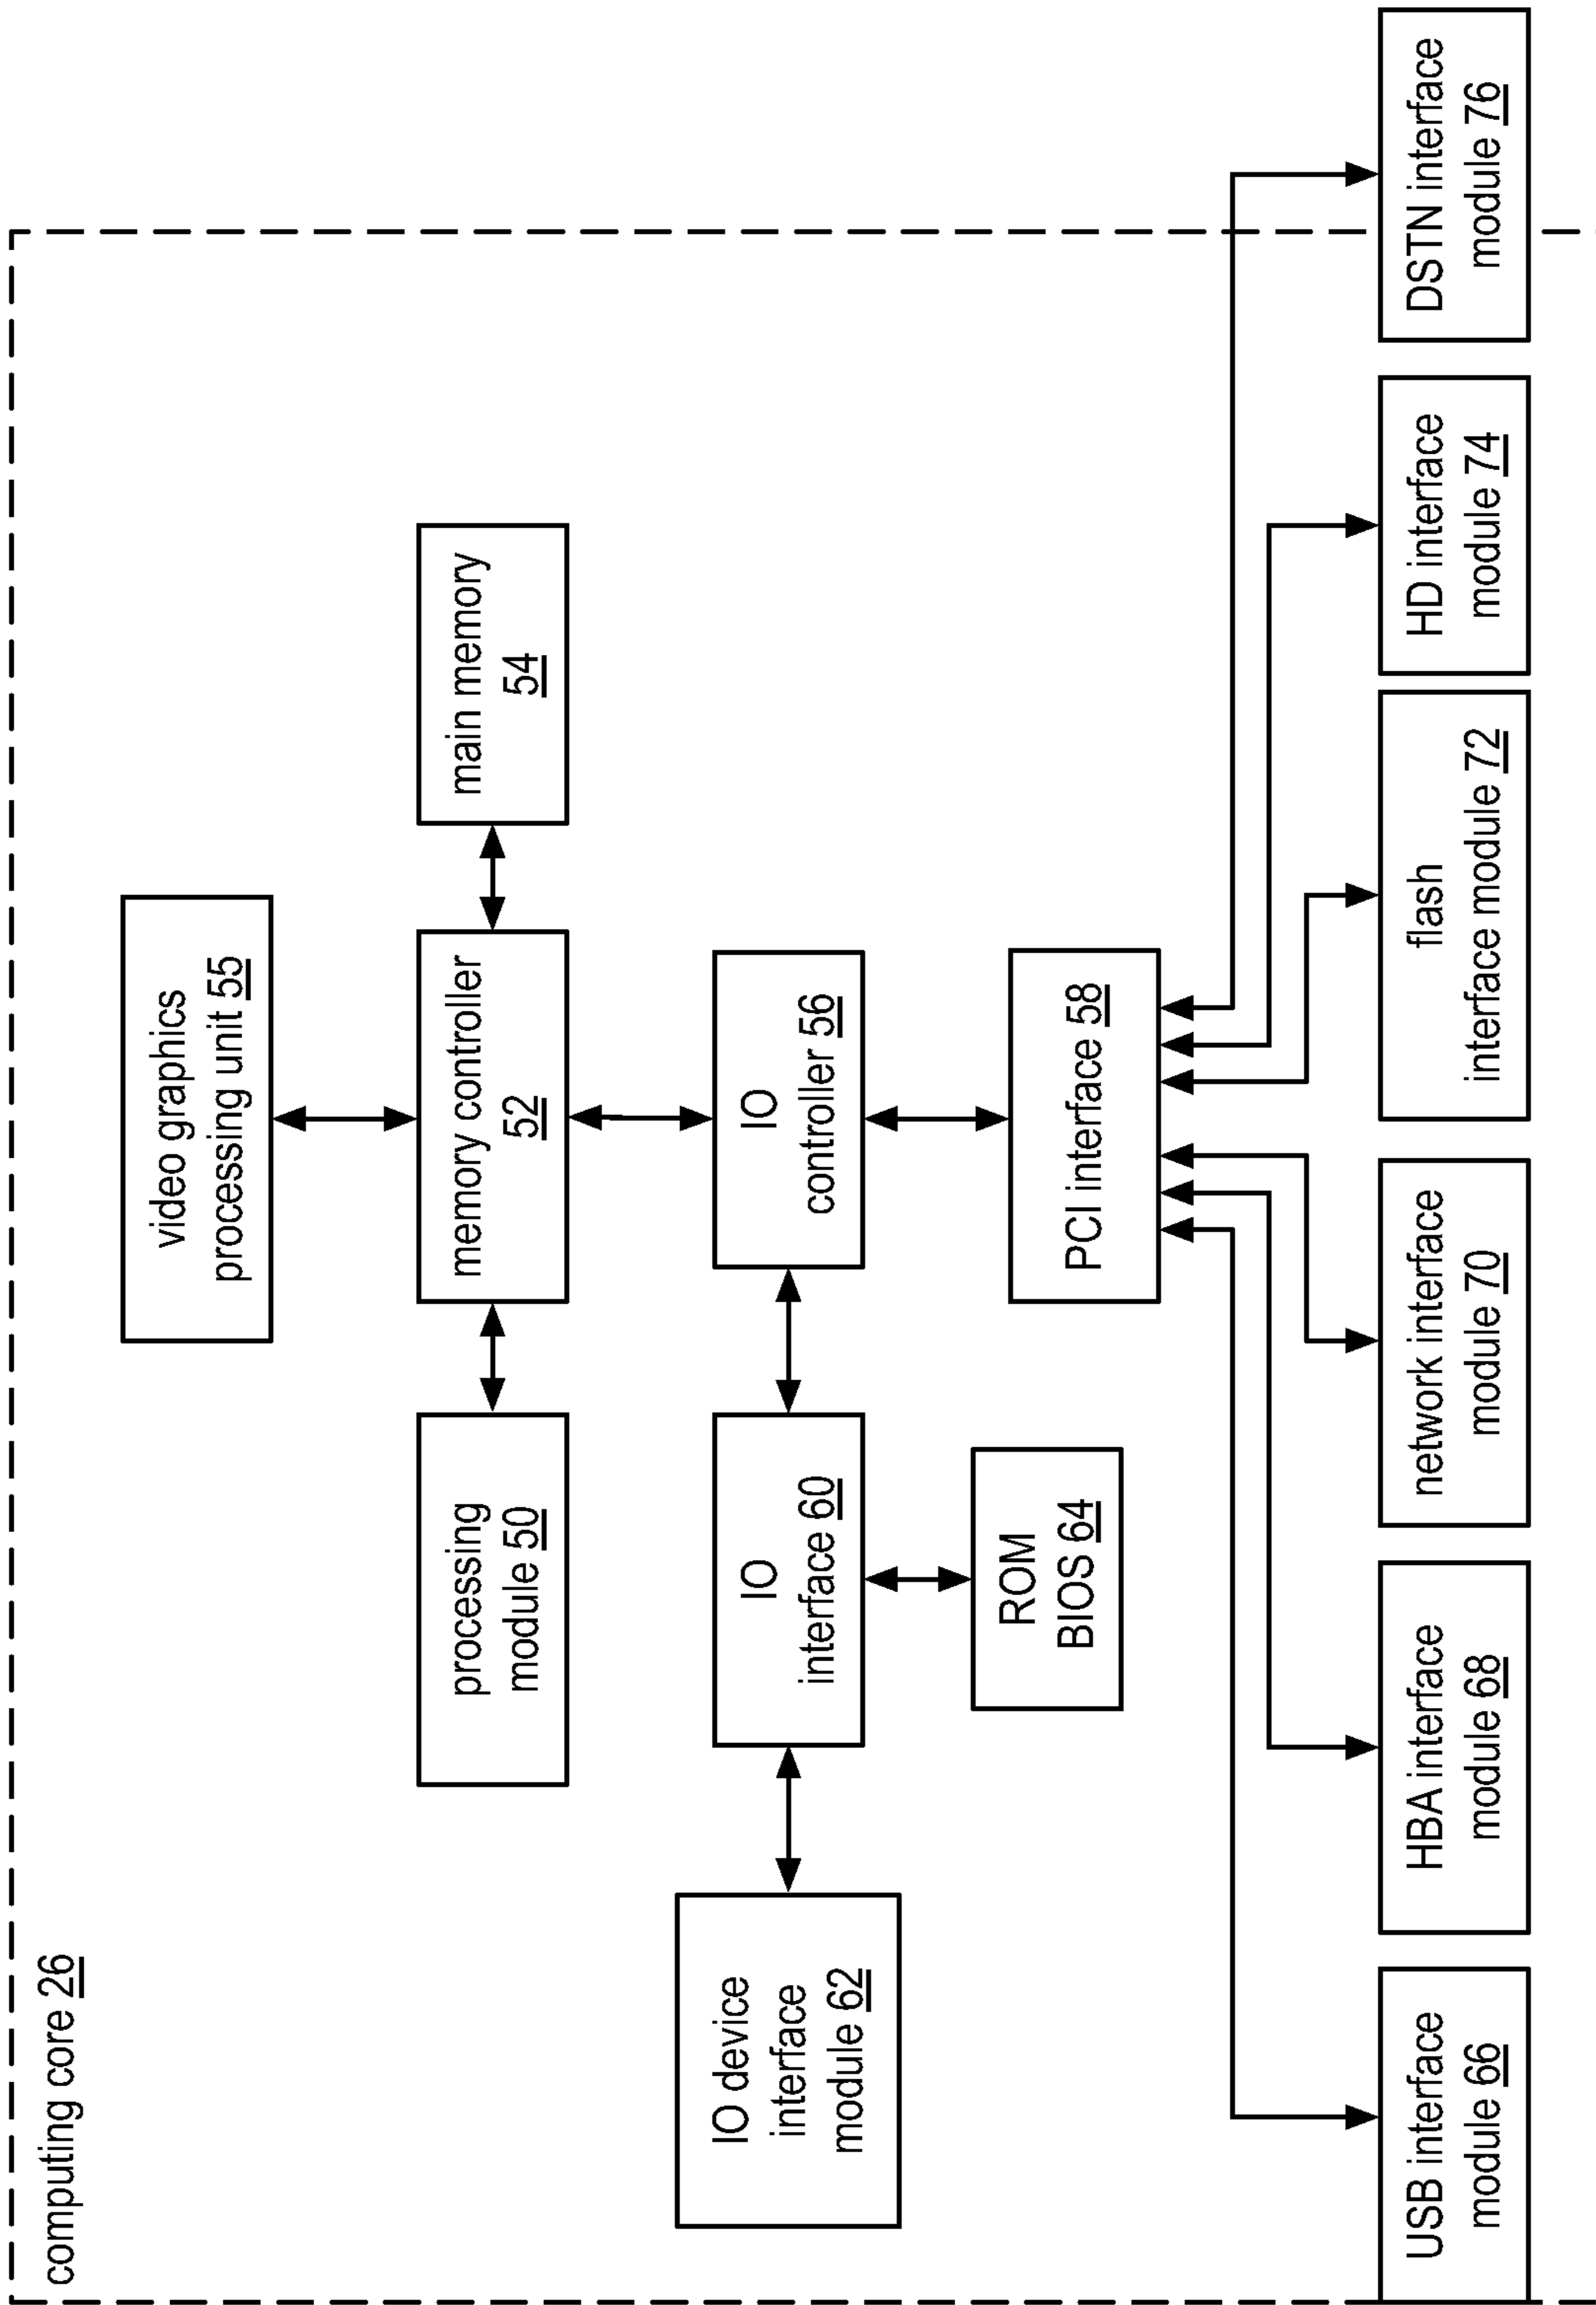 computing core 26
video graphics
processing unit 55
processing
module 50
memory controller
52
main memory
54
IO device
interface
module 62
IO
interface 60
IO
controller 56
ROM
BIOS 64
PCI interface 58
USB interface
module 66
HBA interface
module 68
network interface
module 70
flash
interface module 72
HD interface
module 74
DSTN interface
module 76